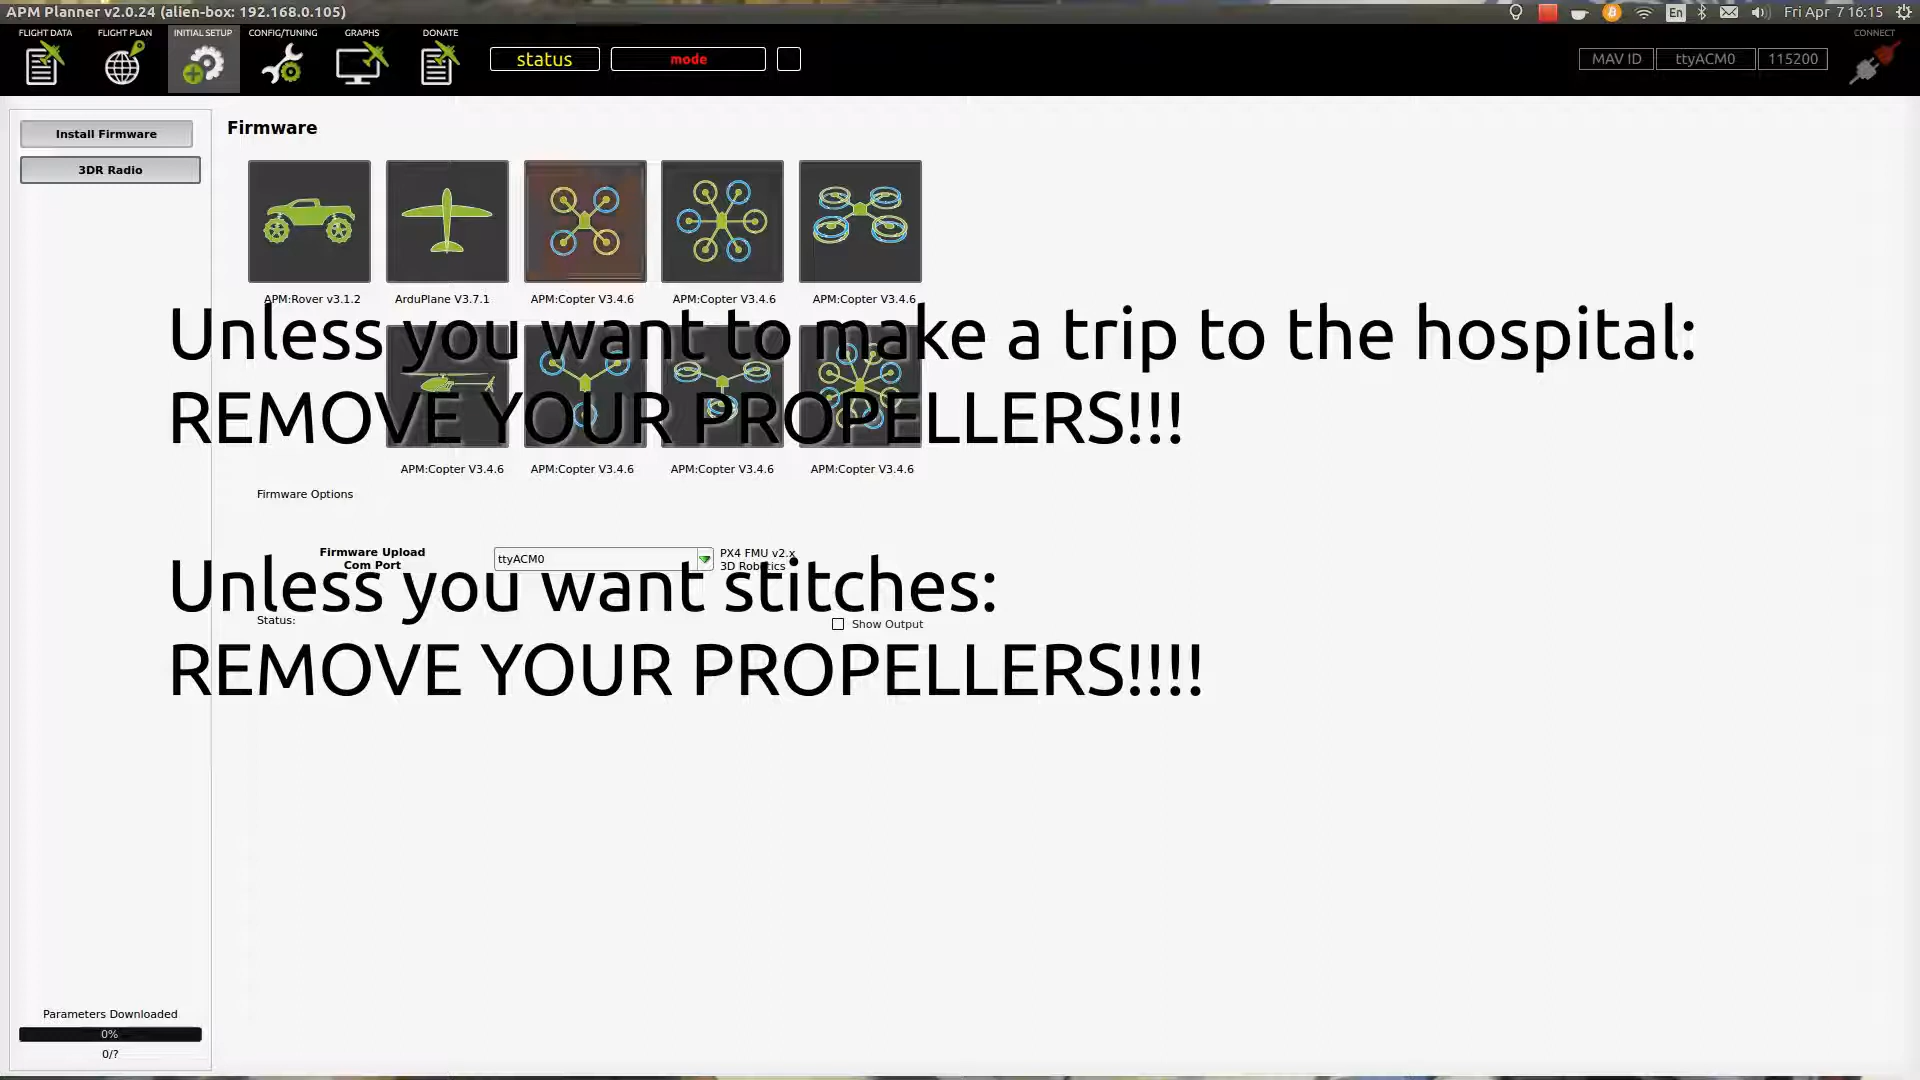 APM Planner v2.0.24 (alien-box: 192.168.0.105)
En
Fri Apr 7 16:15
FLIGHT DATA
FLIGHT PLAN
INITIAL SETUP
CONFIG/TUNING
GRAPHS
DONATE
status
mode
MAV ID
ttyACM0
115200
CONNECT
Install Firmware
3DR Radio
Firmware
APM:Rover v3.1.2
ArduPlane V3.7.1
APM:Copter V3.4.6
APM:Copter V3.4.6
APM:Copter V3.4.6
Unless you want to make a trip to the hospital:
REMOVE YOUR PROPELLERS!!!
APM:Copter V3.4.6
APM:Copter V3.4.6
APM:Copter V3.4.6
APM:Copter V3.4.6
Firmware Options
Firmware Upload
Com Port
ttyACM0
PX4 FMU v2.x
3D Robotics
Unless you want stitches:
REMOVE YOUR PROPELLERS!!!!
Status:
Show Output
Parameters Downloaded
0%
0/?